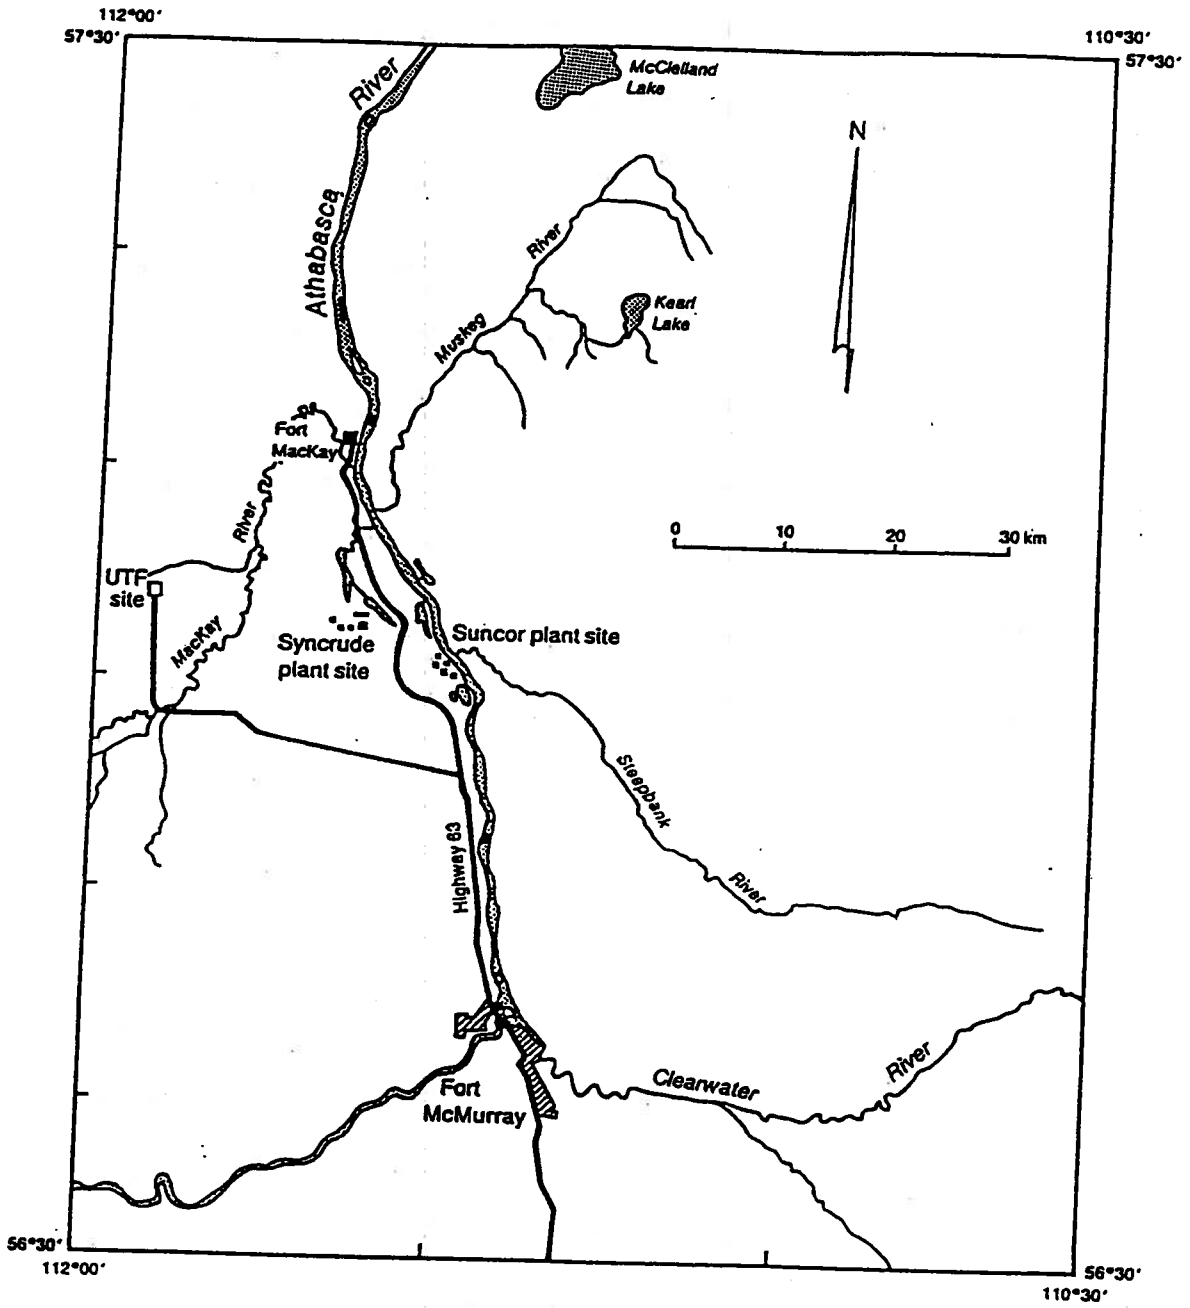 112°00'
57°30'
110°30'
57°30'
McClelland
Lake
River
N
Athabasca
River
Kearl
Lake
Muskeg
Fort
MacKay
River
0 10 20 30 km
UTF
site
MacKay
Suncor plant site
Syncrude
plant site
Steepbank
Highway 63
River
River
Clearwater
Fort
McMurray
56°30'
112°00'
56°30'
110°30'